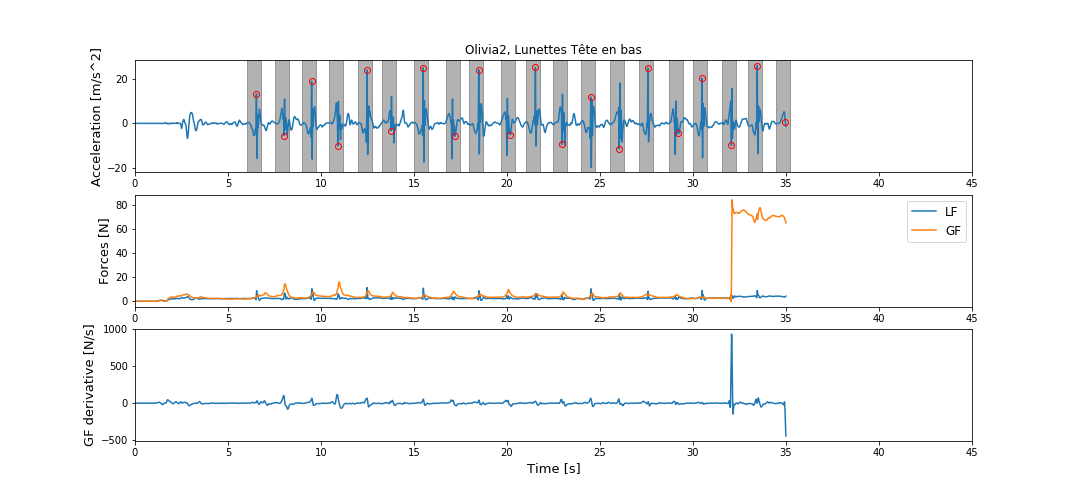 Olivia2, Lunettes Tête en bas
Acceleration [m/s^2]
20
0
−20
0 5 10 15 20 25 30 35 40 45
Forces [N]
80
60
40
20
0
LF
GF
0 5 10 15 20 25 30 35 40 45
GF derivative [N/s]
1000
500
0
−500
0 5 10 15 20 25 30 35 40 45
Time [s]